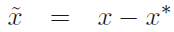 x̃ = x − x*